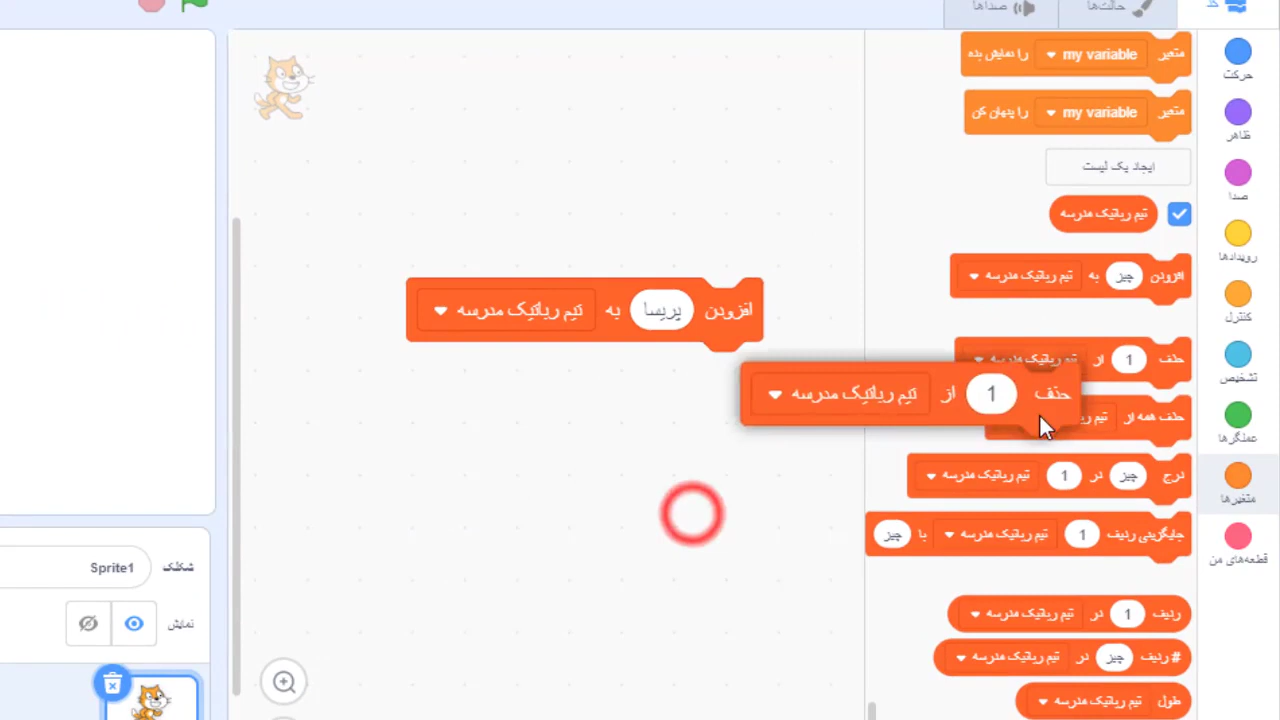 کد
حالت‌ها
صداها
حرکت
ظاهر
صدا
رویدادها
کنترل
تشخیص
عملگرها
متغیرها
قطعه‌های من
متغیر my variable را نمایش بده
متغیر my variable را پنهان کن
ایجاد یک لیست
تیم رباتیک مدرسه
افزودن چیز به تیم رباتیک مدرسه
حذف 1 از تیم رباتیک مدرسه
حذف همه از تیم
درج چیز در 1 تیم رباتیک مدرسه
جایگزینی ردیف 1 تیم رباتیک مدرسه با چیز
ردیف 1 در تیم رباتیک مدرسه
#ردیف چیز در تیم رباتیک مدرسه
طول تیم رباتیک مدرسه
افزودن پریسا به تیم رباتیک مدرسه
حذف 1 از تیم رباتیک مدرسه
شکلک Sprite1
نمایش